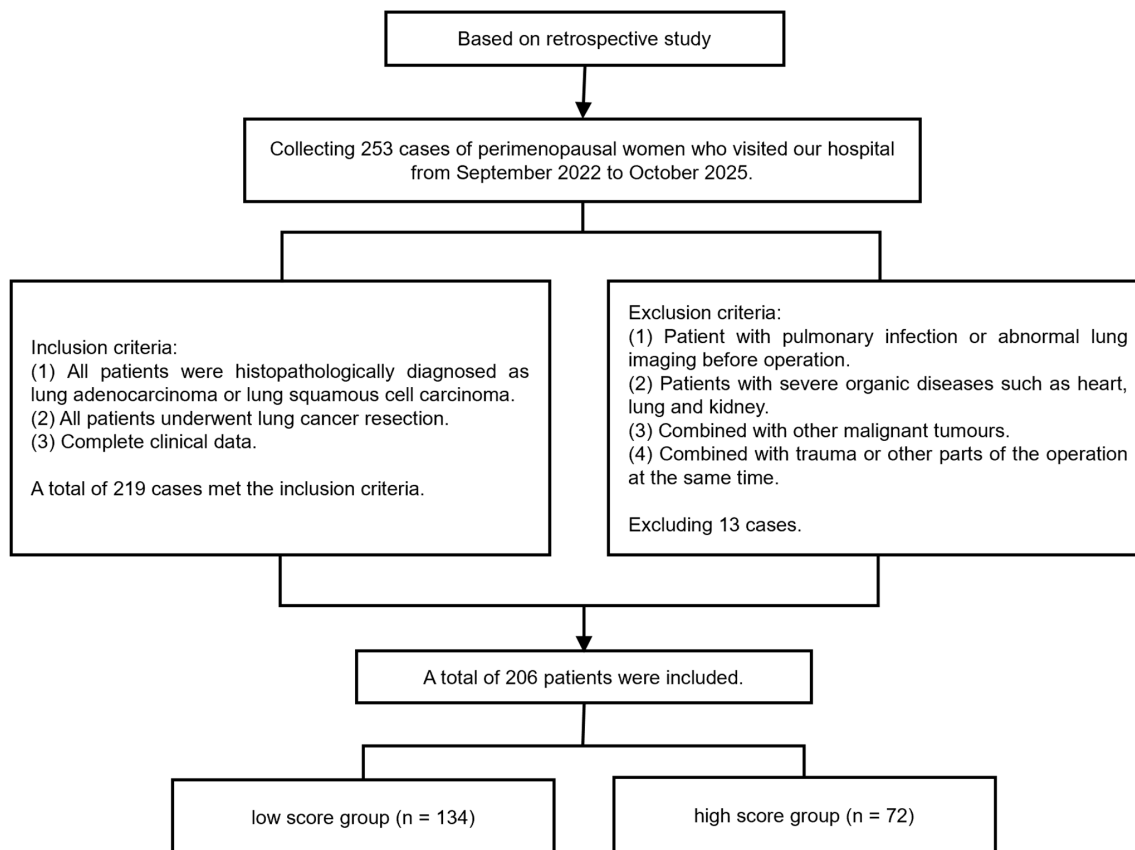 Based on retrospective study
Collecting 253 cases of perimenopausal women who visited our hospital
from September 2022 to October 2025.
Inclusion criteria:
(1) All patients were histopathologically diagnosed as
lung adenocarcinoma or lung squamous cell carcinoma.
(2) All patients underwent lung cancer resection.
(3) Complete clinical data.
A total of 219 cases met the inclusion criteria.
Exclusion criteria:
(1) Patient with pulmonary infection or abnormal lung
imaging before operation.
(2) Patients with severe organic diseases such as heart,
lung and kidney.
(3) Combined with other malignant tumours.
(4) Combined with trauma or other parts of the operation
at the same time.
Excluding 13 cases.
A total of 206 patients were included.
low score group (n = 134)
high score group (n = 72)